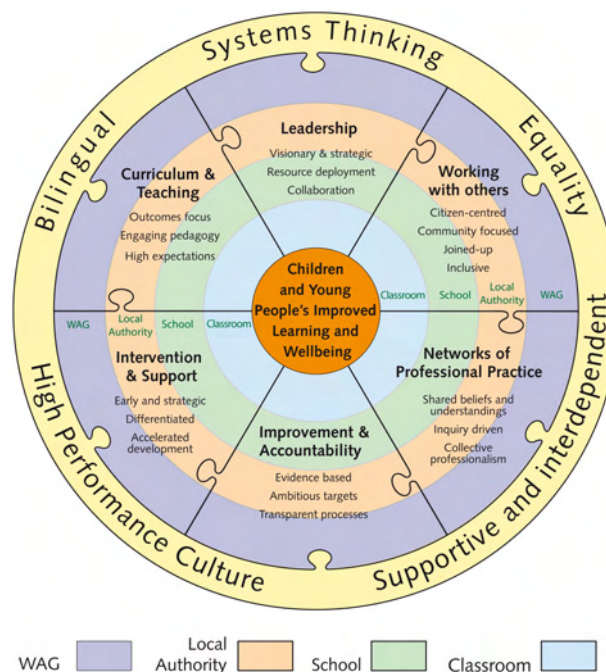 Systems Thinking
Bilingual
Equality
Leadership
Visionary & strategic
Resource deployment
Collaboration
Curriculum &
Teaching
Outcomes focus
Engaging pedagogy
High expectations
Working
with others
Citizen-centred
Community focused
Joined-up
Inclusive
Children
and Young
People's Improved
Learning and
Wellbeing
WAG
Local
Authority
School
Classroom
Classroom
School
Local
Authority
WAG
Intervention
& Support
Early and strategic
Differentiated
Accelerated
development
Networks of
Professional Practice
Shared beliefs and
understandings
Inquiry driven
Collective
professionalism
Improvement &
Accountability
Evidence based
Ambitious targets
Transparent processes
High Performance Culture
Supportive and interdependent
WAG
Local
Authority
School
Classroom